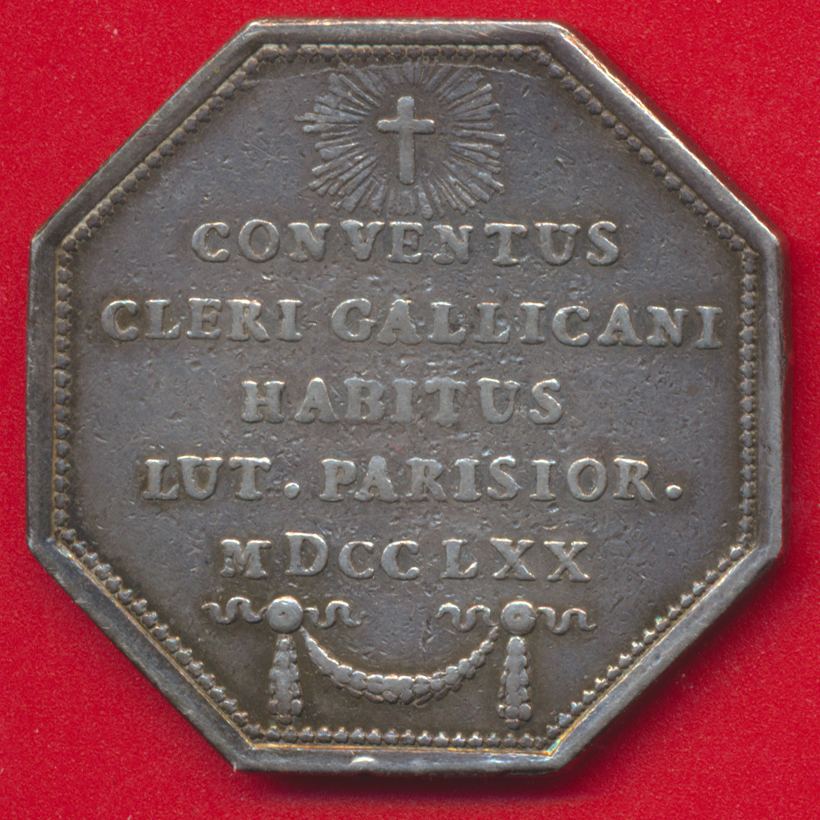 CONVENTUS
CLERI GALLICANI
HABITUS
LUT. PARISIOR.
MDCCLXX